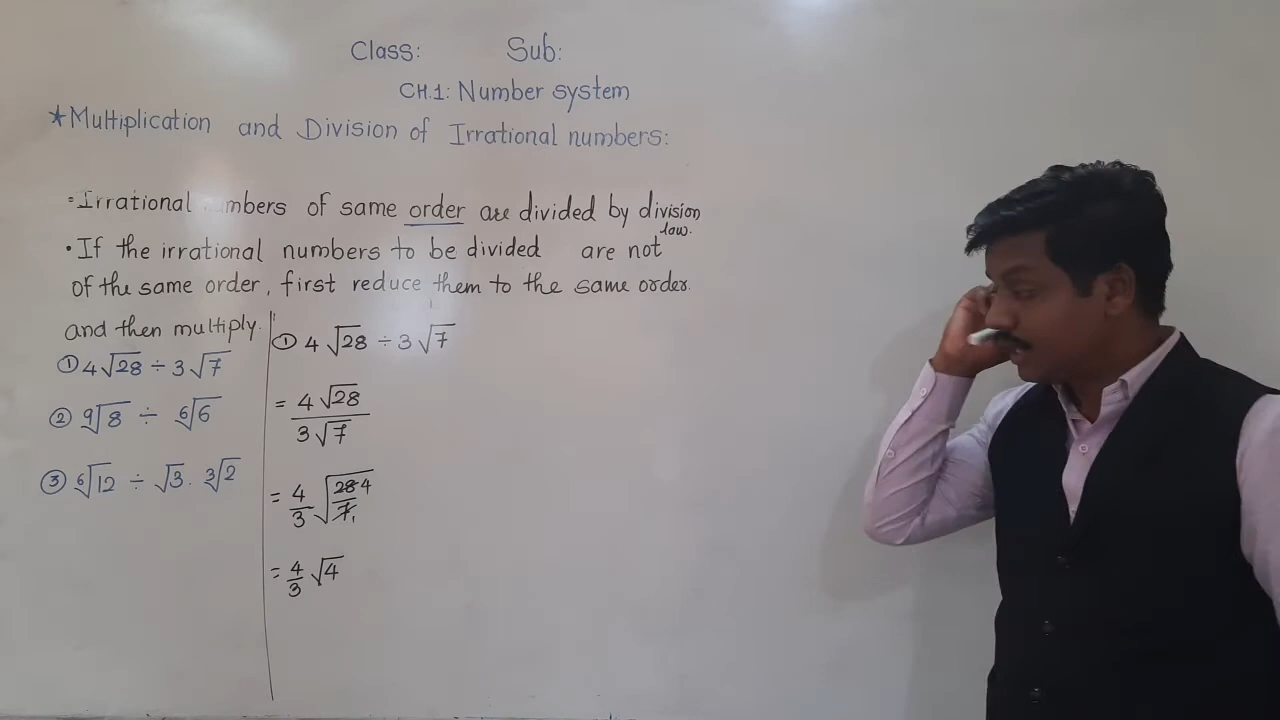 Class: Sub:
CH.1: Number system
*Multiplication and Division of Irrational numbers:
Irrational of same order are divided by division
law.
• If the irrational numbers to be divided are not
of the same order, first reduce them to the same order.
and then multiply.
① 4√28 ÷ 3√7
② ⁹√8 ÷ ⁶√6
③ ⁶√12 ÷ √3 . ³√2
① 4√28 ÷ 3√7
= 4√28 / 3√7
= 4/3 √28/7 4 1
= 4/3 √4